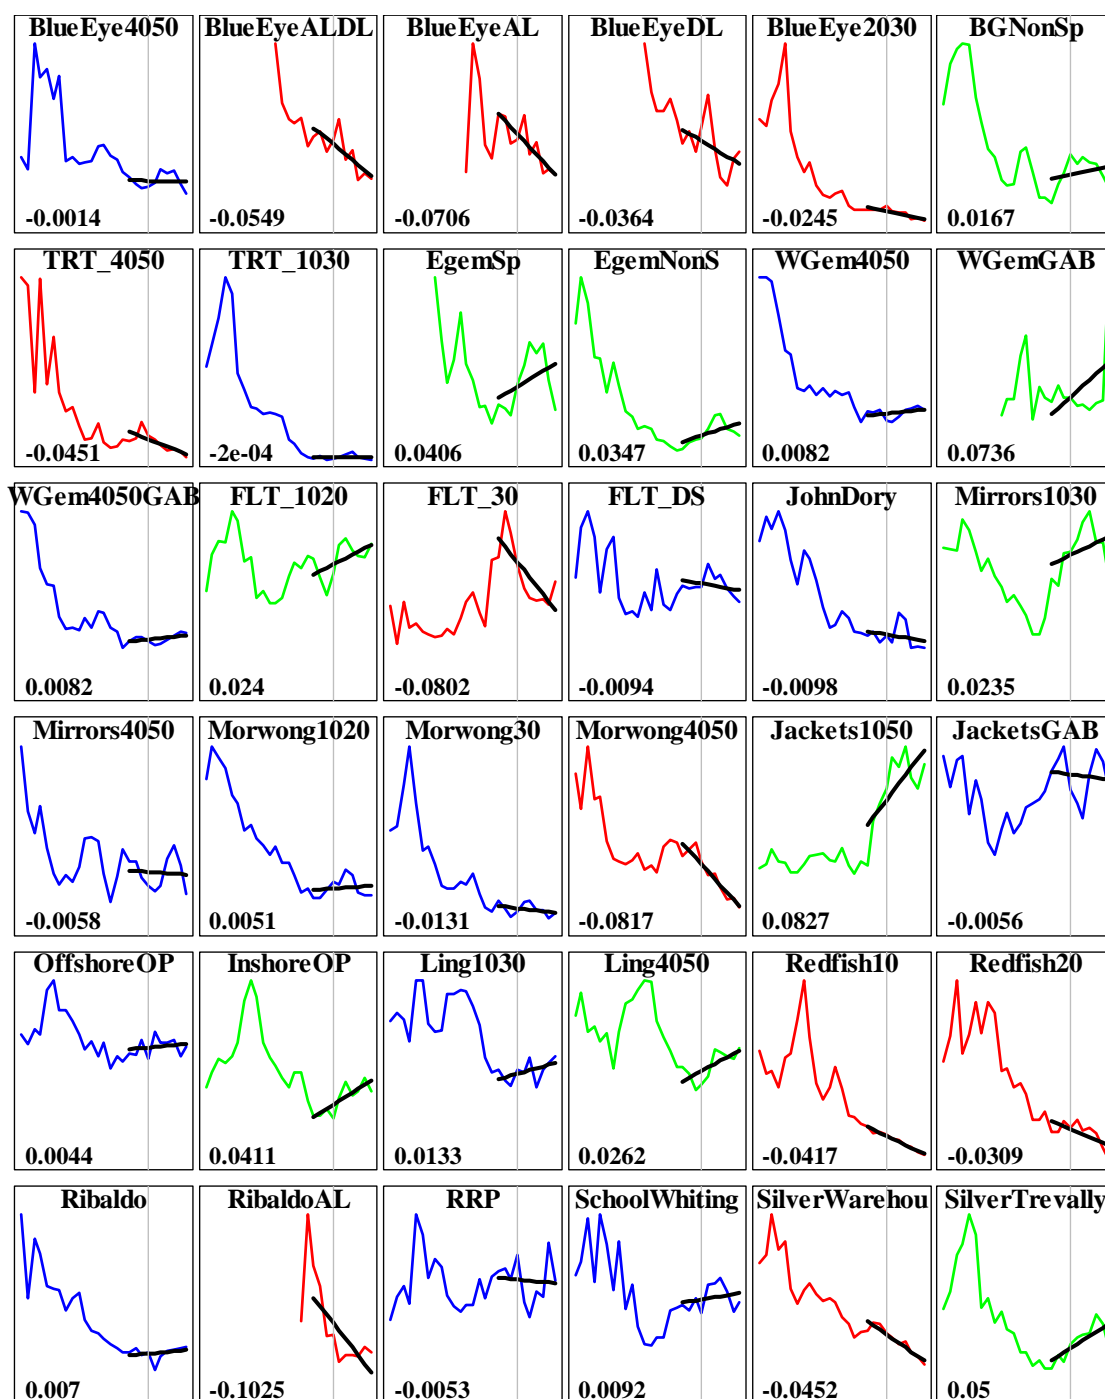 BlueEye4050 BlueEyeALDL BlueEyeAL BlueEyeDL BlueEye2030 BGNonSp
-0.0014 -0.0549 -0.0706 -0.0364 -0.0245 0.0167
TRT_4050 TRT_1030 EgemSp EgemNonS WGem4050 WGemGAB
-0.0451 -2e-04 0.0406 0.0347 0.0082 0.0736
WGem4050GAB FLT_1020 FLT_30 FLT_DS JohnDory Mirrors1030
0.0082 0.024 -0.0802 -0.0094 -0.0098 0.0235
Mirrors4050 Morwong1020 Morwong30 Morwong4050 Jackets1050 JacketsGAB
-0.0058 0.0051 -0.0131 -0.0817 0.0827 -0.0056
OffshoreOP InshoreOP Ling1030 Ling4050 Redfish10 Redfish20
0.0044 0.0411 0.0133 0.0262 -0.0417 -0.0309
Ribaldo RibaldoAL RRP SchoolWhiting SilverWarehou SilverTrevally
0.007 -0.1025 -0.0053 0.0092 -0.0452 0.05